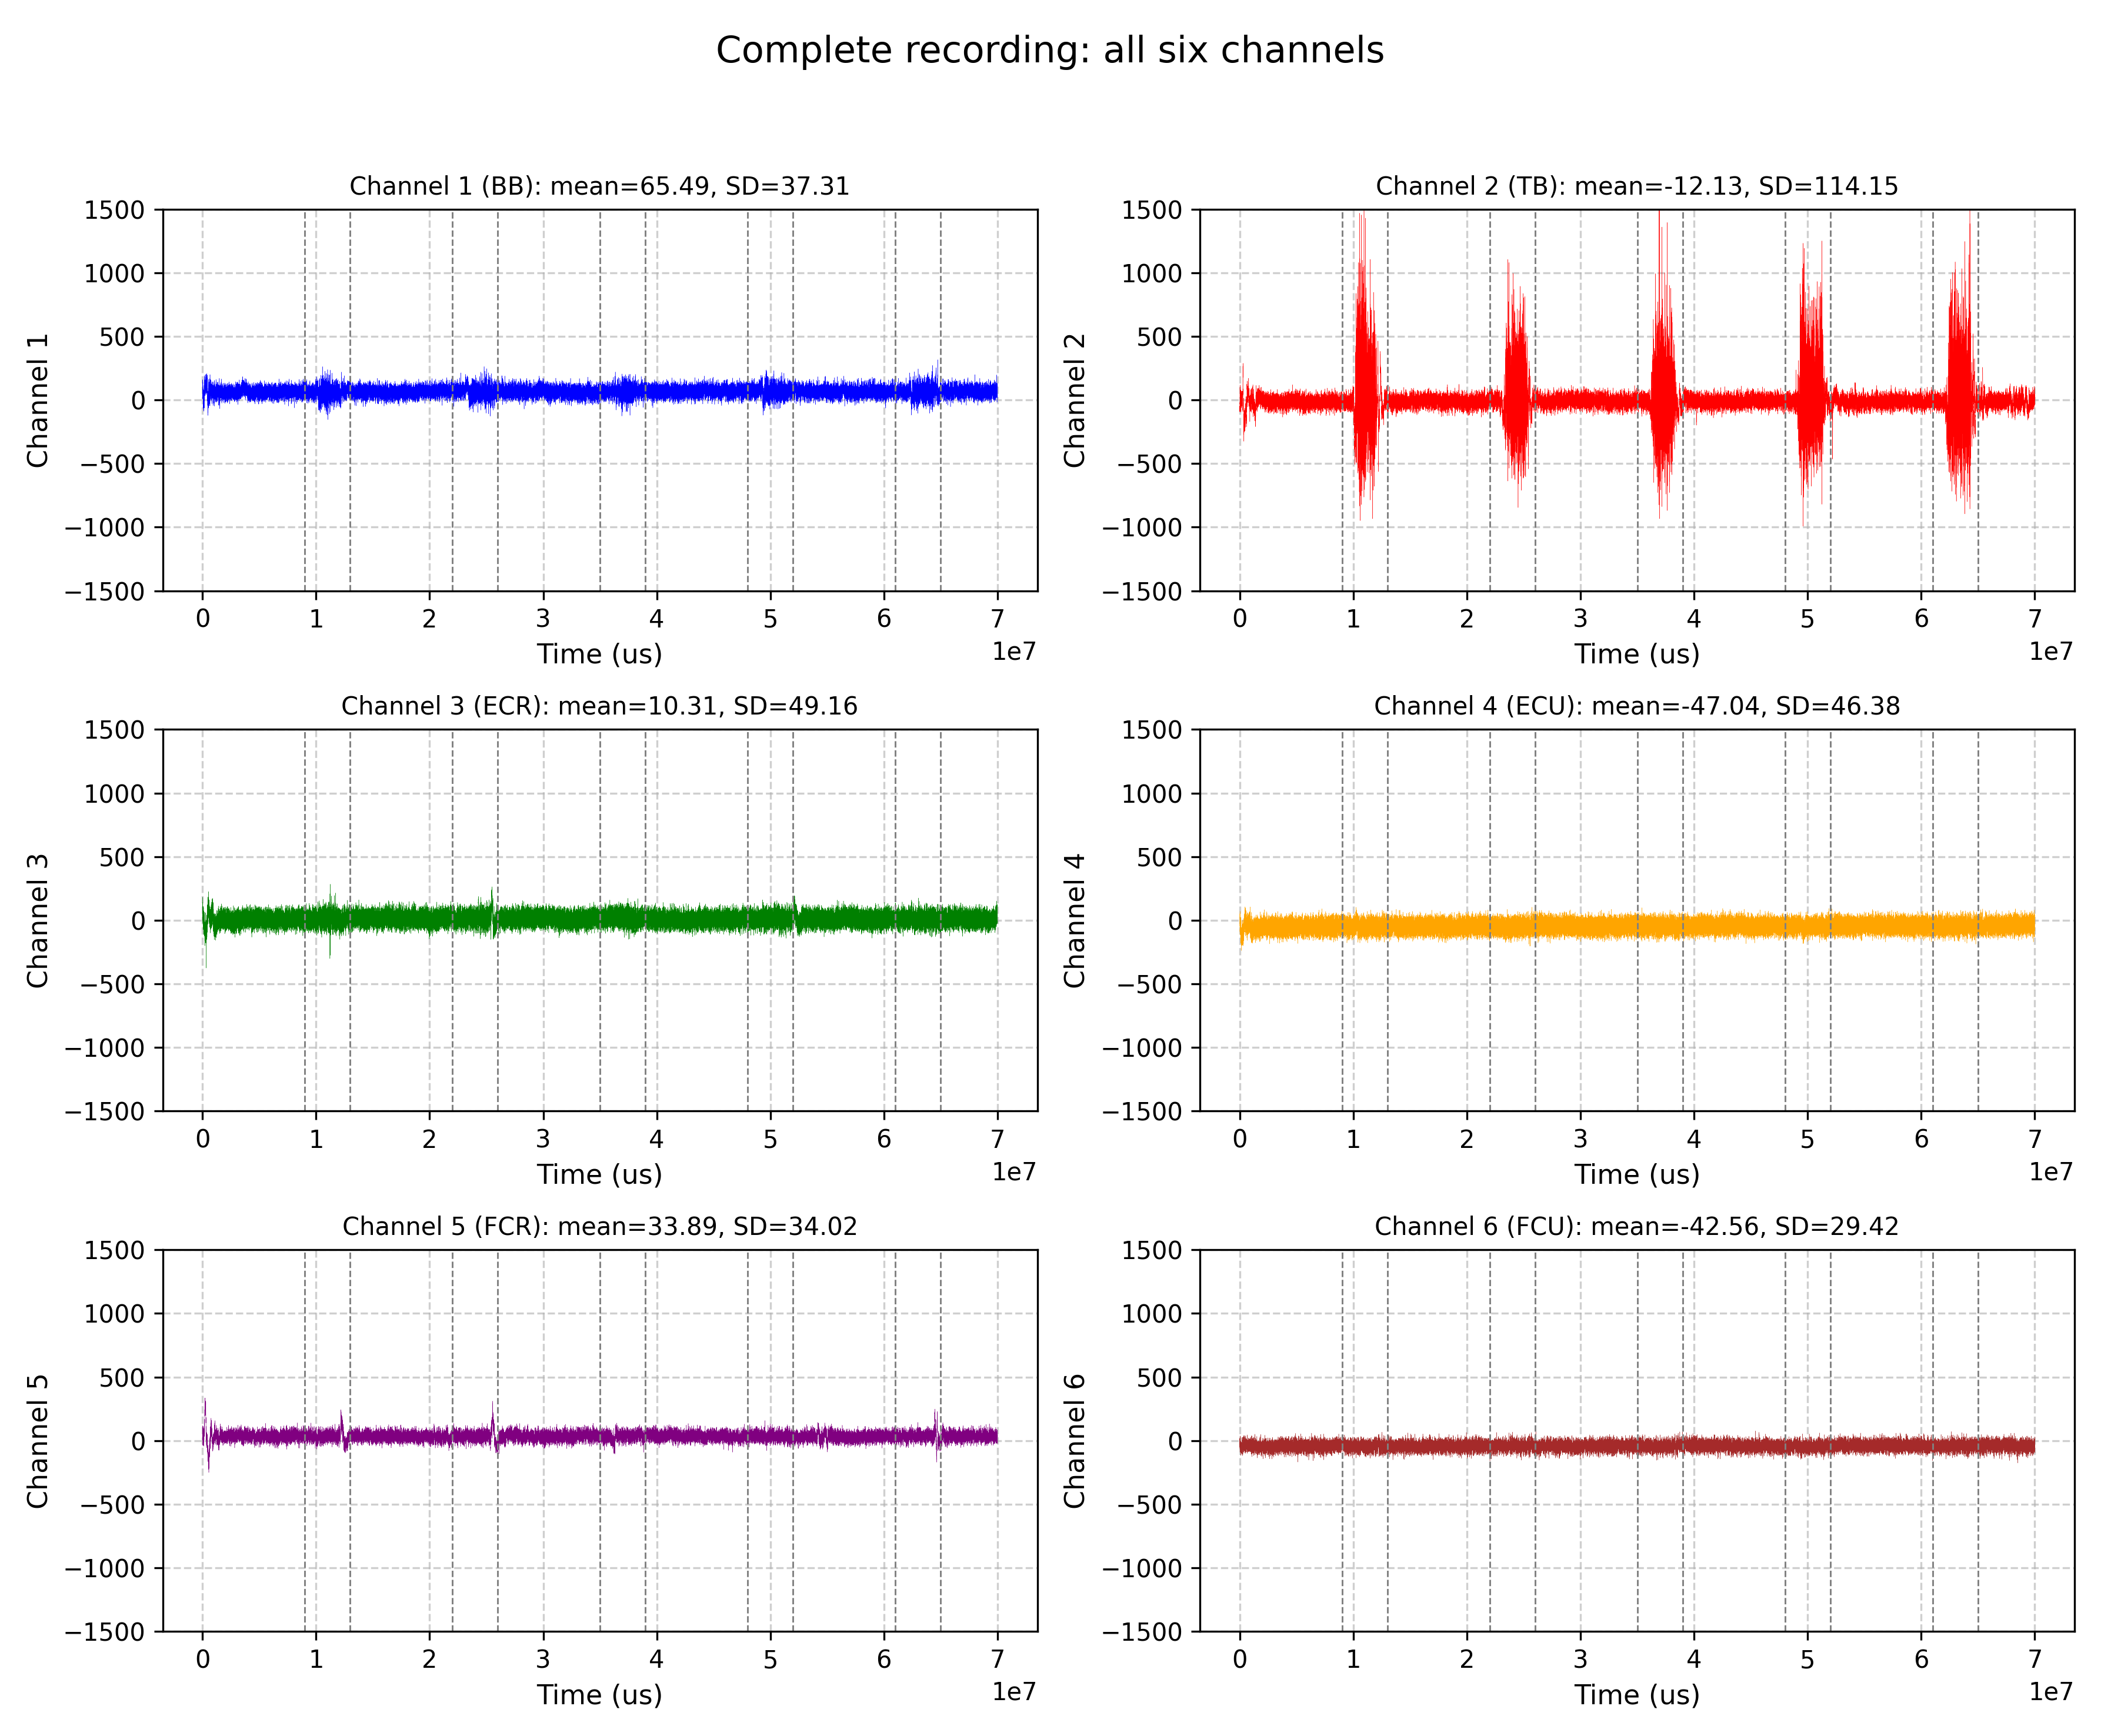 Complete recording: all six channels
Channel 1 (BB): mean=65.49, SD=37.31
1500
1000
500
0
−500
−1000
−1500
Channel 1
0 1 2 3 4 5 6 7
Time (us)
1e7
Channel 2 (TB): mean=-12.13, SD=114.15
1500
1000
500
0
−500
−1000
−1500
Channel 2
0 1 2 3 4 5 6 7
Time (us)
1e7
Channel 3 (ECR): mean=10.31, SD=49.16
1500
1000
500
0
−500
−1000
−1500
Channel 3
0 1 2 3 4 5 6 7
Time (us)
1e7
Channel 4 (ECU): mean=-47.04, SD=46.38
1500
1000
500
0
−500
−1000
−1500
Channel 4
0 1 2 3 4 5 6 7
Time (us)
1e7
Channel 5 (FCR): mean=33.89, SD=34.02
1500
1000
500
0
−500
−1000
−1500
Channel 5
0 1 2 3 4 5 6 7
Time (us)
1e7
Channel 6 (FCU): mean=-42.56, SD=29.42
1500
1000
500
0
−500
−1000
−1500
Channel 6
0 1 2 3 4 5 6 7
Time (us)
1e7